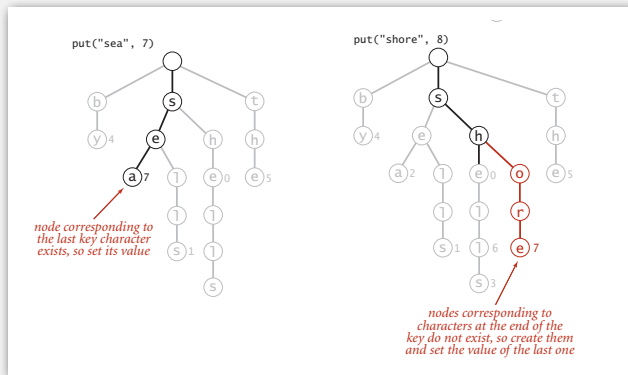 put("sea", 7)
b s t
y 4 e h h
a 7 l e 0 e 5
l l
s 1 l
s
node corresponding to
the last key character
exists, so set its value
put("shore", 8)
b s t
y 4 e h h
a 2 l e 0 o e 5
l l r
s 1 l 6 e 7
s 3
nodes corresponding to
characters at the end of the
key do not exist, so create them
and set the value of the last one